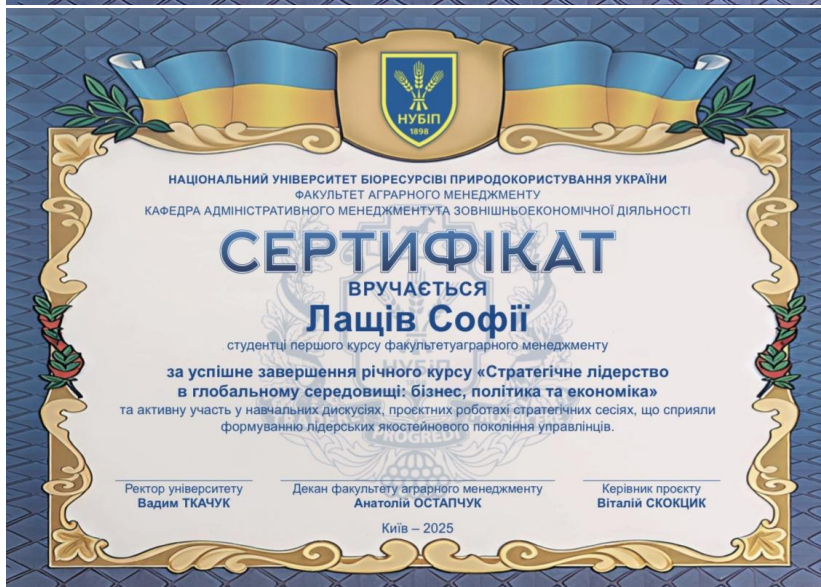 НУБІП
1898
НАЦІОНАЛЬНИЙ УНІВЕРСИТЕТ БІОРЕСУРСІВІ ПРИРОДОКОРИСТУВАННЯ УКРАЇНИ
ФАКУЛЬТЕТ АГРАРНОГО МЕНЕДЖМЕНТУ
КАФЕДРА АДМІНІСТРАТИВНОГО МЕНЕДЖМЕНТУТА ЗОВНІШНЬОЕКОНОМІЧНОЇ ДІЯЛЬНОСТІ
СЕРТИФІКАТ
ВРУЧАЄТЬСЯ
Лащів Софії
студентці першого курсу факультетуаграрного менеджменту
НУБІП
за успішне завершення річного курсу «Стратегічне лідерство
в глобальному середовищі: бізнес, політика та економіка»
та активну участь у навчальних дискусіях, проєктних роботахі стратегічних сесіях, що сприяли
формуванню лідерських якостейнового покоління управлінців.
PROGREDI
Ректор університету
Вадим ТКАЧУК
Декан факультету аграрного менеджменту
Анатолій ОСТАПЧУК
Керівник проєкту
Віталій СКОКЦИК
Київ – 2025